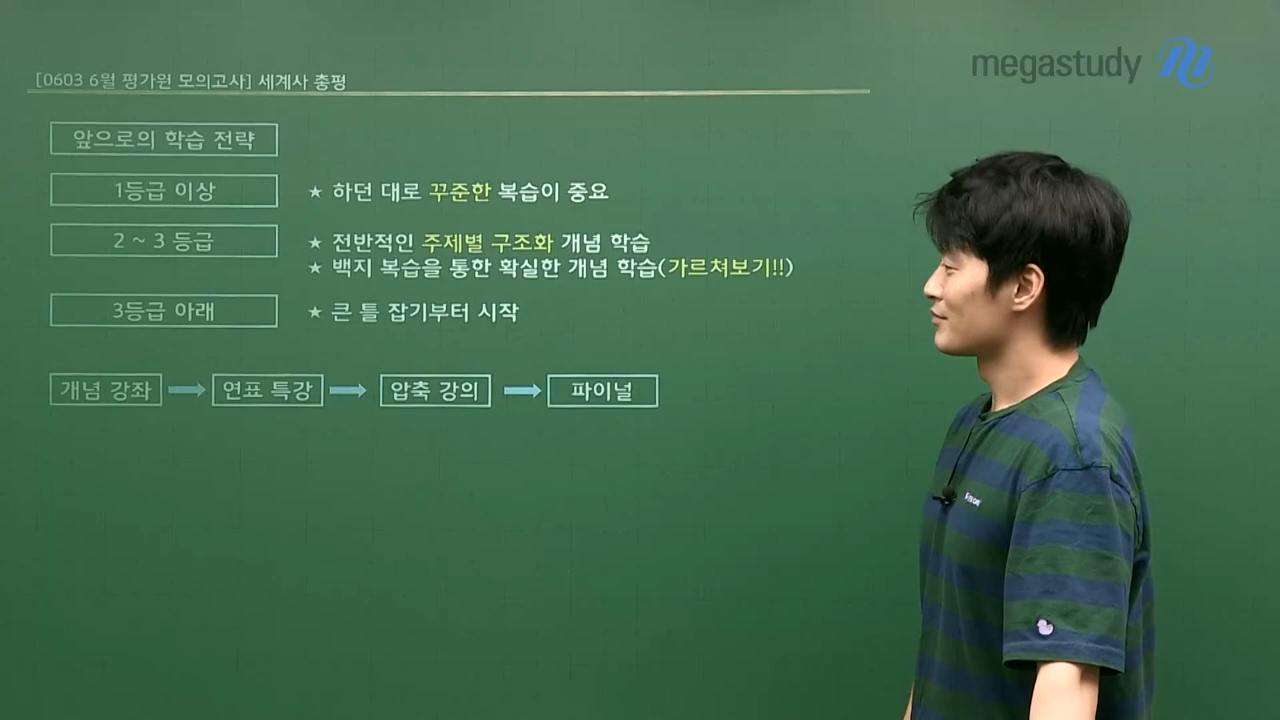 [0603 6월 평가원 모의고사] 세계사 총평
megastudy
앞으로의 학습 전략
1등급 이상
★ 하던 대로 꾸준한 복습이 중요
2 ~ 3 등급
★ 전반적인 주제별 구조화 개념 학습
★ 백지 복습을 통한 확실한 개념 학습(가르쳐보기!!)
3등급 아래
★ 큰 틀 잡기부터 시작
개념 강좌 → 연표 특강 → 압축 강의 → 파이널